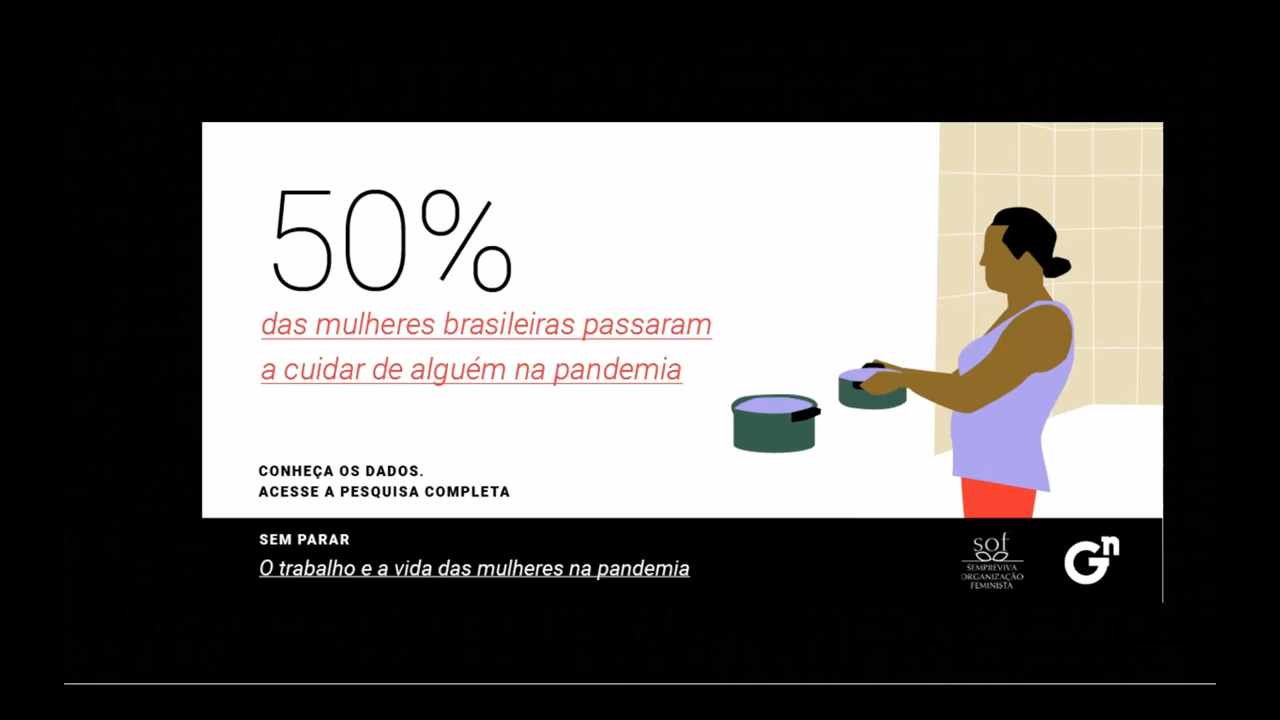 50%
das mulheres brasileiras passaram
a cuidar de alguém na pandemia
CONHEÇA OS DADOS.
ACESSE A PESQUISA COMPLETA
SEM PARAR
O trabalho e a vida das mulheres na pandemia
sof
SEMPREVIVA
ORGANIZAÇÃO
FEMINISTA
Gn